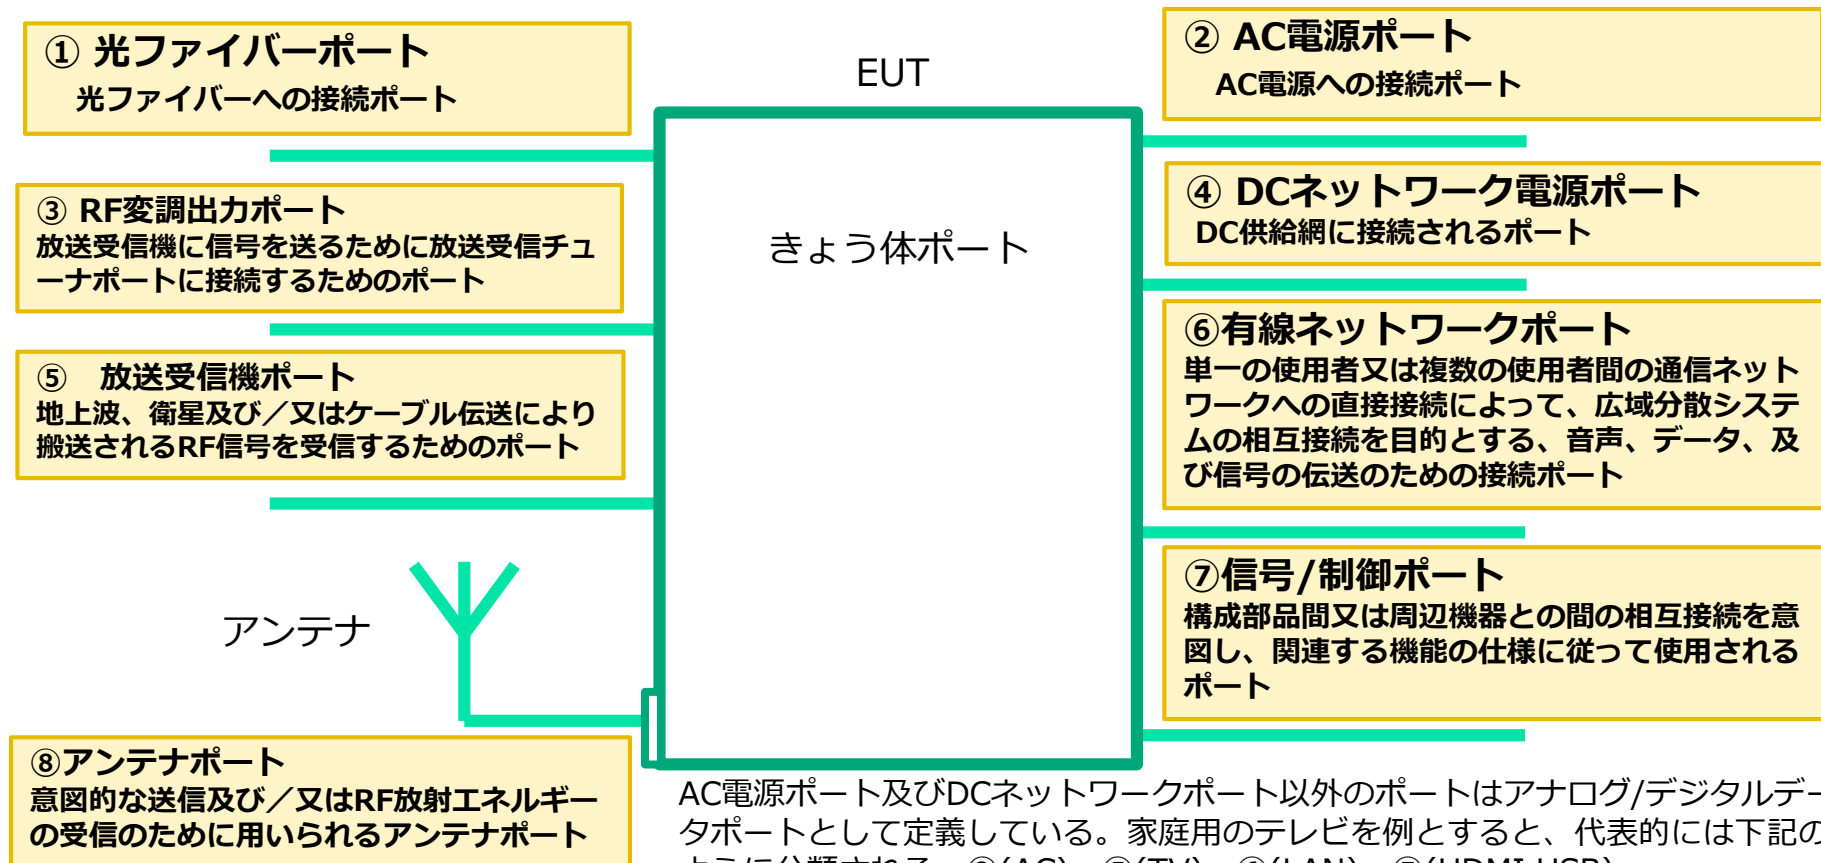 ① 光ファイバーポート
光ファイバーへの接続ポート
EUT
② AC電源ポート
AC電源への接続ポート
③ RF変調出力ポート
放送受信機に信号を送るために放送受信チュ
ーナポートに接続するためのポート
きょう体ポート
④ DCネットワーク電源ポート
DC供給網に接続されるポート
⑤　放送受信機ポート
地上波、衛星及び／又はケーブル伝送により
搬送されるRF信号を受信するためのポート
⑥有線ネットワークポート
単一の使用者又は複数の使用者間の通信ネット
ワークへの直接接続によって、広域分散システ
ムの相互接続を目的とする、音声、データ、及
び信号の伝送のための接続ポート
アンテナ
⑦信号/制御ポート
構成部品間又は周辺機器との間の相互接続を意
図し、関連する機能の仕様に従って使用される
ポート
⑧アンテナポート
意図的な送信及び／又はRF放射エネルギー
の受信のために用いられるアンテナポート
AC電源ポート及びDCネットワークポート以外のポートはアナログ/デジタルデー
タポートとして定義している。家庭用のテレビを例とすると、代表的には下記の